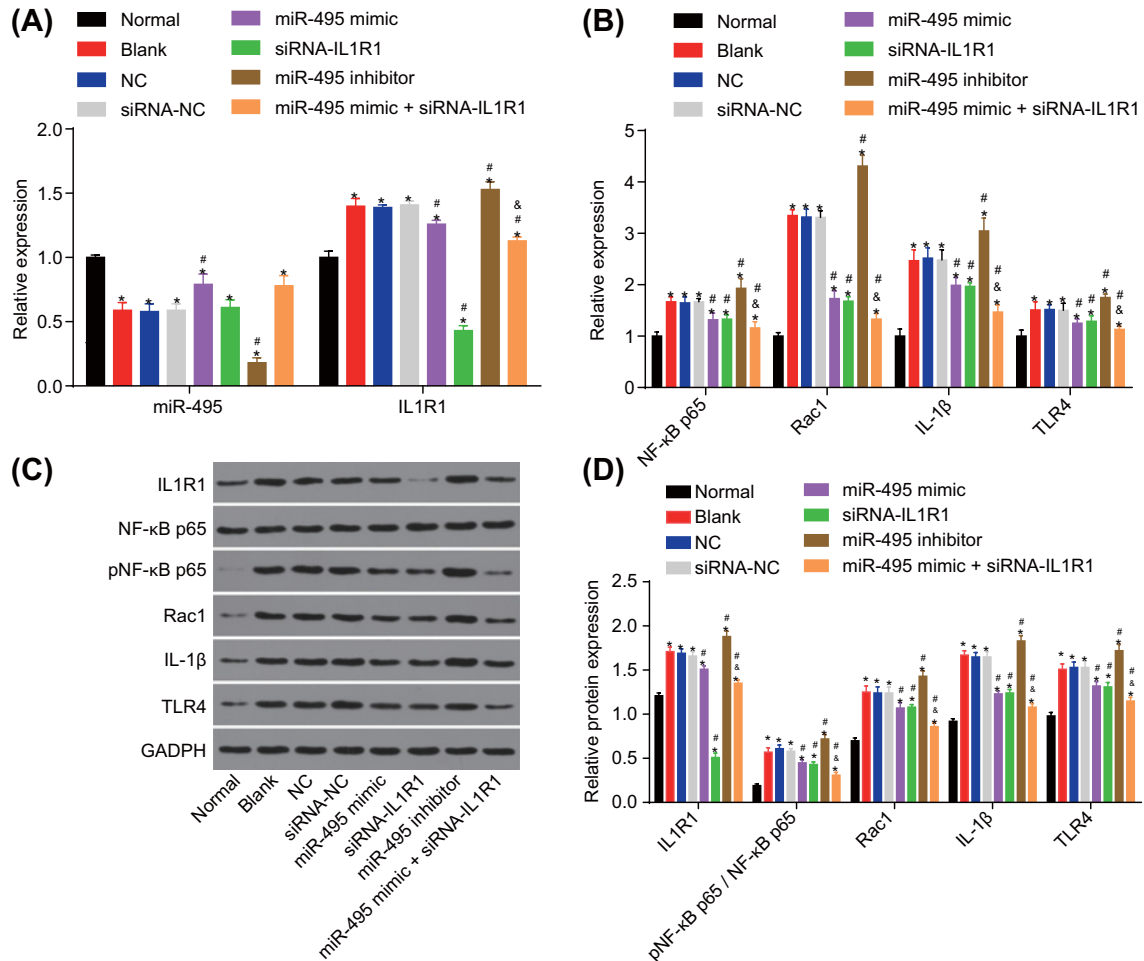 (A)
Normal
Blank
NC
siRNA-NC
miR-495 mimic
siRNA-IL1R1
miR-495 inhibitor
miR-495 mimic + siRNA-IL1R1
Relative expression
2.0
1.5
1.0
0.5
0.0
* * * # * * # * *
* * * # * # * # * & # *
miR-495 IL1R1
(B)
Normal
Blank
NC
siRNA-NC
miR-495 mimic
siRNA-IL1R1
miR-495 inhibitor
miR-495 mimic + siRNA-IL1R1
Relative expression
5
4
3
2
1
0
* * * # * # * # * # & *
* * * # * # * # * # & *
* * * # * # * # * # & *
* * * # * # * # * # & *
NF-κB p65
Rac1
IL-1β
TLR4
(C)
IL1R1
NF-κB p65
pNF-κB p65
Rac1
IL-1β
TLR4
GADPH
Normal
Blank
NC
siRNA-NC
miR-495 mimic
siRNA-IL1R1
miR-495 inhibitor
miR-495 mimic + siRNA-IL1R1
(D)
Normal
Blank
NC
siRNA-NC
miR-495 mimic
siRNA-IL1R1
miR-495 inhibitor
miR-495 mimic + siRNA-IL1R1
Relative protein expression
2.5
2.0
1.5
1.0
0.5
0.0
* * * # * # * # * # & *
* * * # * # * # * # & *
* * * # * # * # * # & *
* * * # * # * # * # & *
* * * # * # * # * # & *
IL1R1
pNF-κB p65 / NF-κB p65
Rac1
IL-1β
TLR4